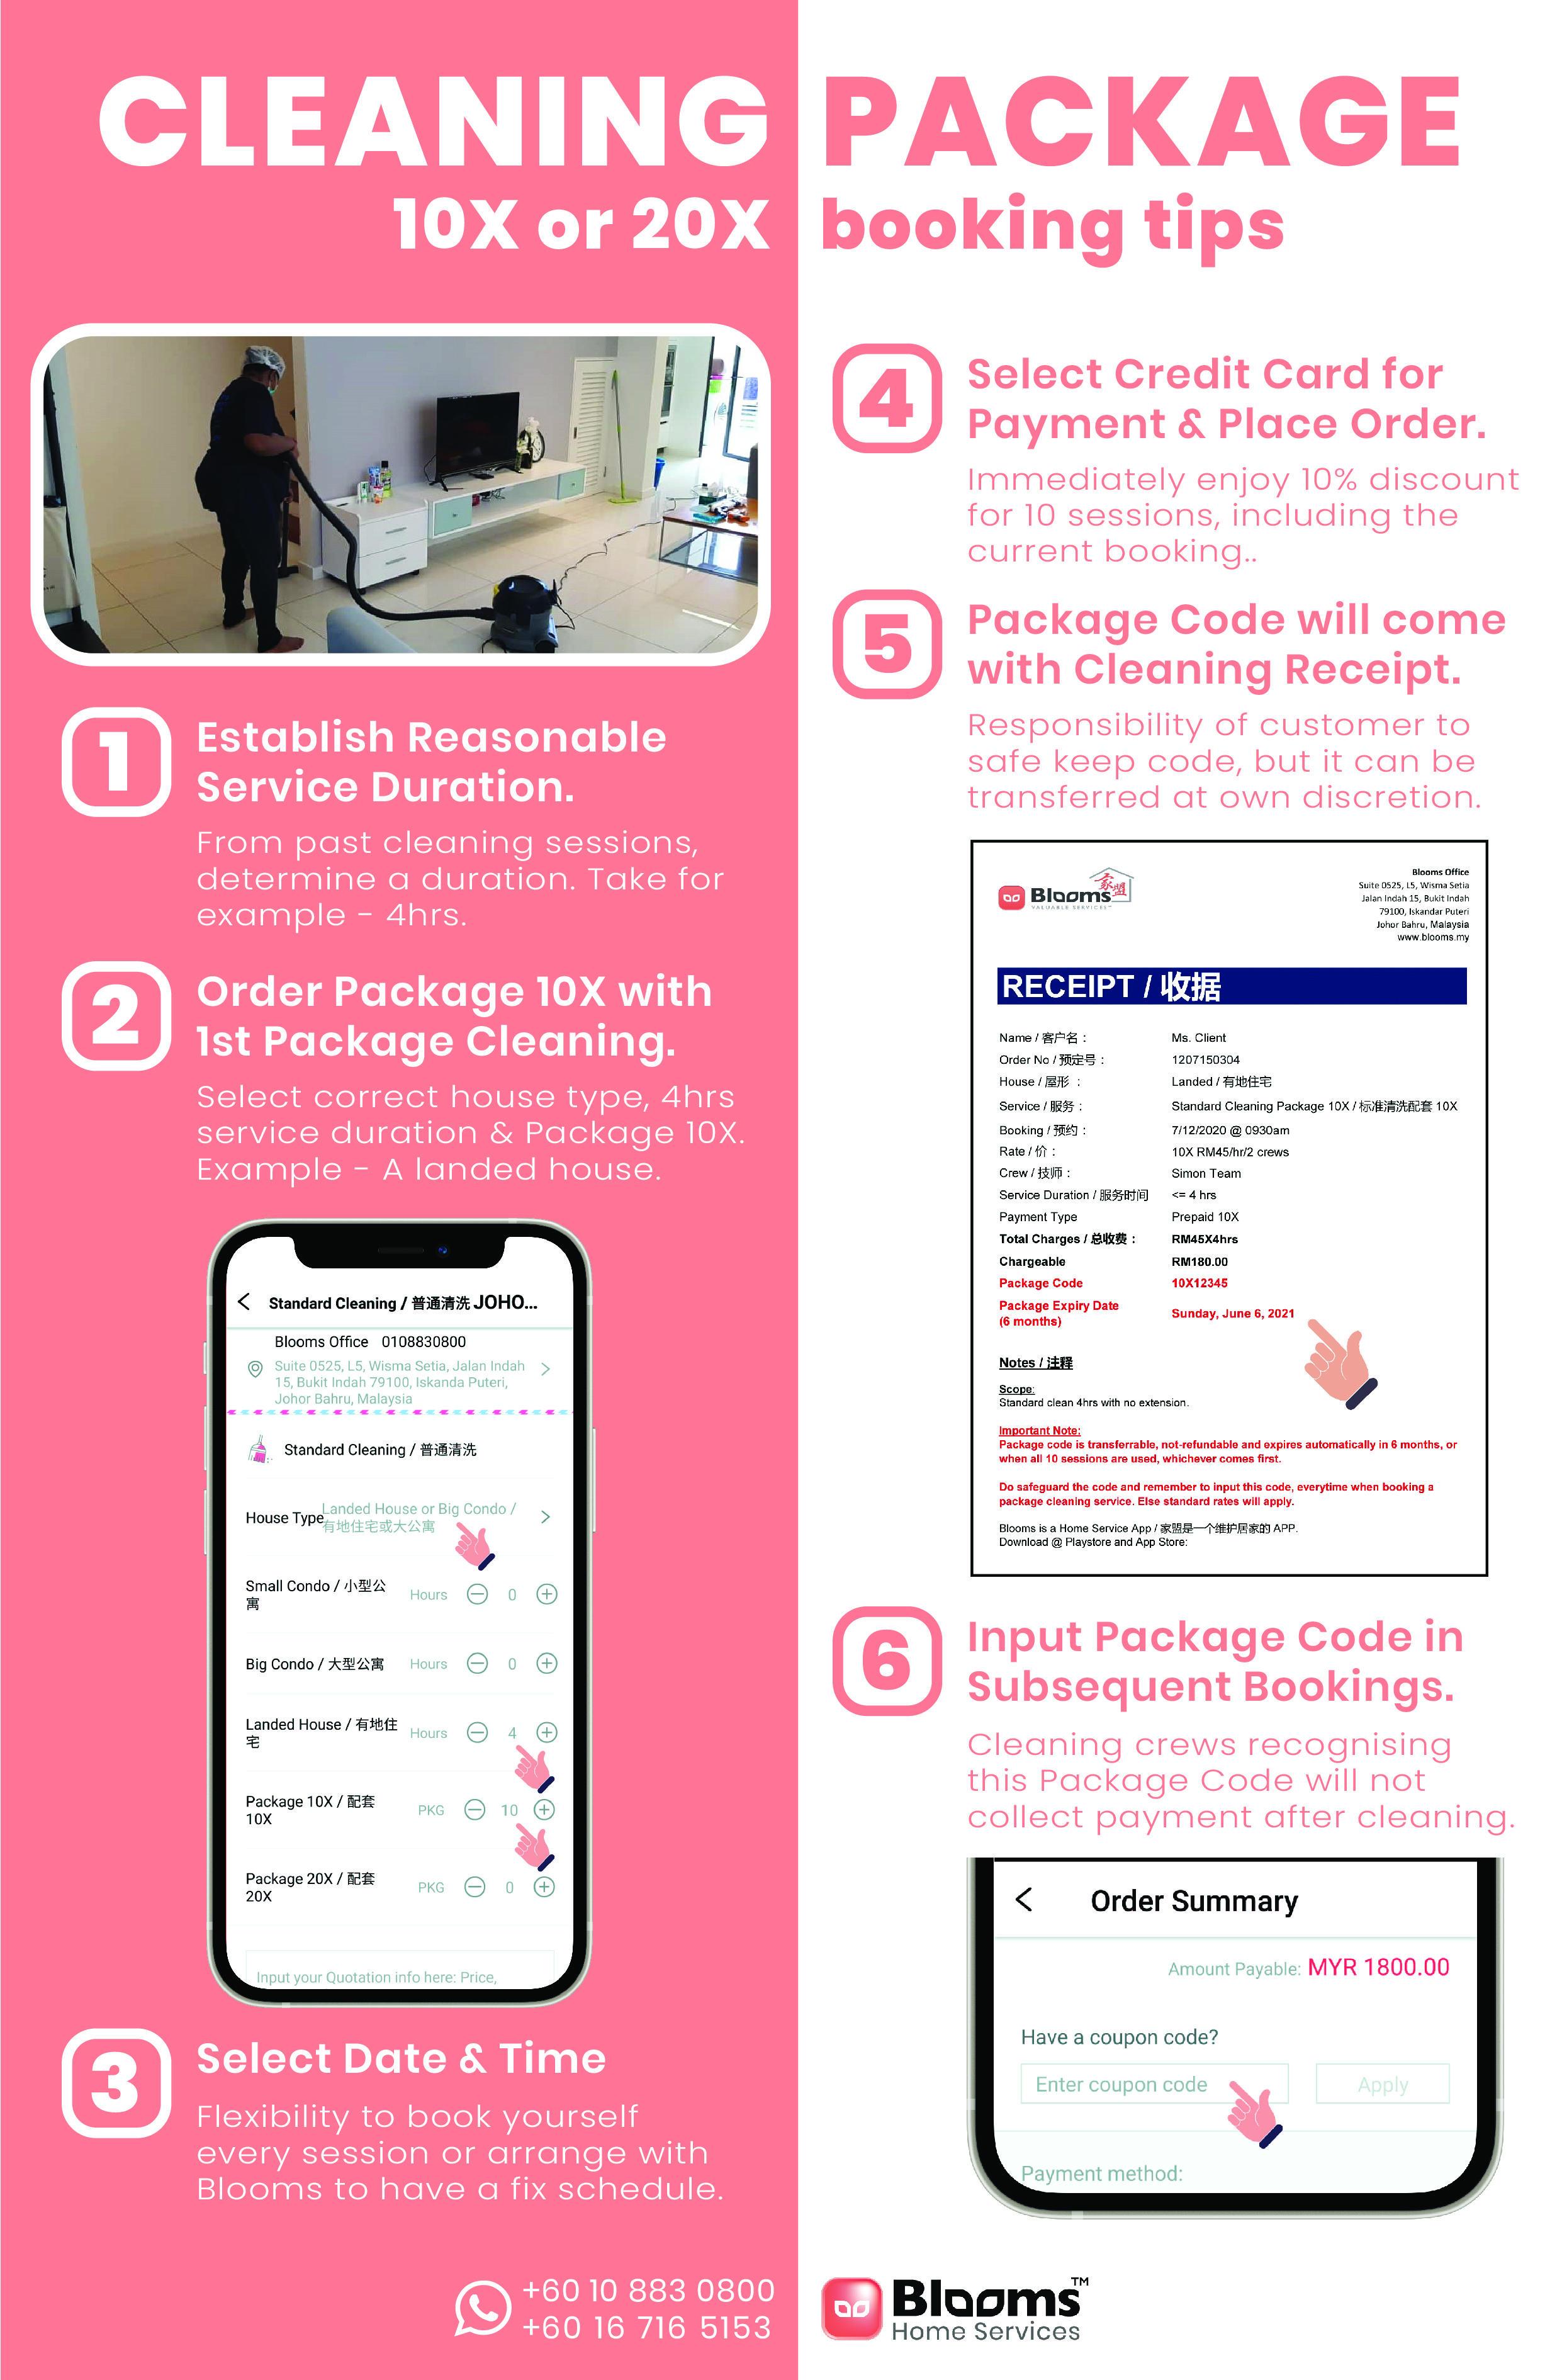 CLEANING PACKAGE
10X or 20X booking tips
1
Establish Reasonable
Service Duration.
From past cleaning sessions,
determine a duration. Take for
example - 4hrs.
2
Order Package 10X with
1st Package Cleaning.
Select correct house type, 4hrs
service duration & Package 10X.
Example - A landed house.
Standard Cleaning / 普通清洗 JOHO...
Blooms Office 0108830800
Suite 0525, L5, Wisma Setia, Jalan Indah
15, Bukit Indah 79100, Iskanda Puteri,
Johor Bahru, Malaysia
Standard Cleaning / 普通清洗
House Type
Landed House or Big Condo /
有地住宅或大公寓
Small Condo / 小型公
寓
Hours 0
Big Condo / 大型公寓 Hours 0
Landed House / 有地住
宅
Hours 4
Package 10X / 配套
10X
PKG 10
Package 20X / 配套
20X
PKG 0
Input your Quotation info here: Price,
3
Select Date & Time
Flexibility to book yourself
every session or arrange with
Blooms to have a fix schedule.
+60 10 883 0800
+60 16 716 5153
4
Select Credit Card for
Payment & Place Order.
Immediately enjoy 10% discount
for 10 sessions, including the
current booking..
5
Package Code will come
with Cleaning Receipt.
Responsibility of customer to
safe keep code, but it can be
transferred at own discretion.
Blooms 家盟
VALUABLE SERVICES
Blooms Office
Suite 0525, L5, Wisma Setia
Jalan Indah 15, Bukit Indah
79100, Iskandar Puteri
Johor Bahru, Malaysia
www.blooms.my
RECEIPT / 收据
Name / 客户名 : Ms. Client
Order No / 预定号 : 1207150304
House / 屋形 : Landed / 有地住宅
Service / 服务 : Standard Cleaning Package 10X / 标准清洗配套 10X
Booking / 预约 : 7/12/2020 @ 0930am
Rate / 价 : 10X RM45/hr/2 crews
Crew / 技师 : Simon Team
Service Duration / 服务时间 <= 4 hrs
Payment Type Prepaid 10X
Total Charges / 总收费 : RM45X4hrs
Chargeable RM180.00
Package Code 10X12345
Package Expiry Date
(6 months)
Sunday, June 6, 2021
Notes / 注释
Scope:
Standard clean 4hrs with no extension.
Important Note:
Package code is transferrable, not-refundable and expires automatically in 6 months, or
when all 10 sessions are used, whichever comes first.
Do safeguard the code and remember to input this code, everytime when booking a
package cleaning service. Else standard rates will apply.
Blooms is a Home Service App / 家盟是一个维护居家的 APP.
Download @ Playstore and App Store:
6
Input Package Code in
Subsequent Bookings.
Cleaning crews recognising
this Package Code will not
collect payment after cleaning.
Order Summary
Amount Payable: MYR 1800.00
Have a coupon code?
Enter coupon code Apply
Payment method:
Blooms™
Home Services